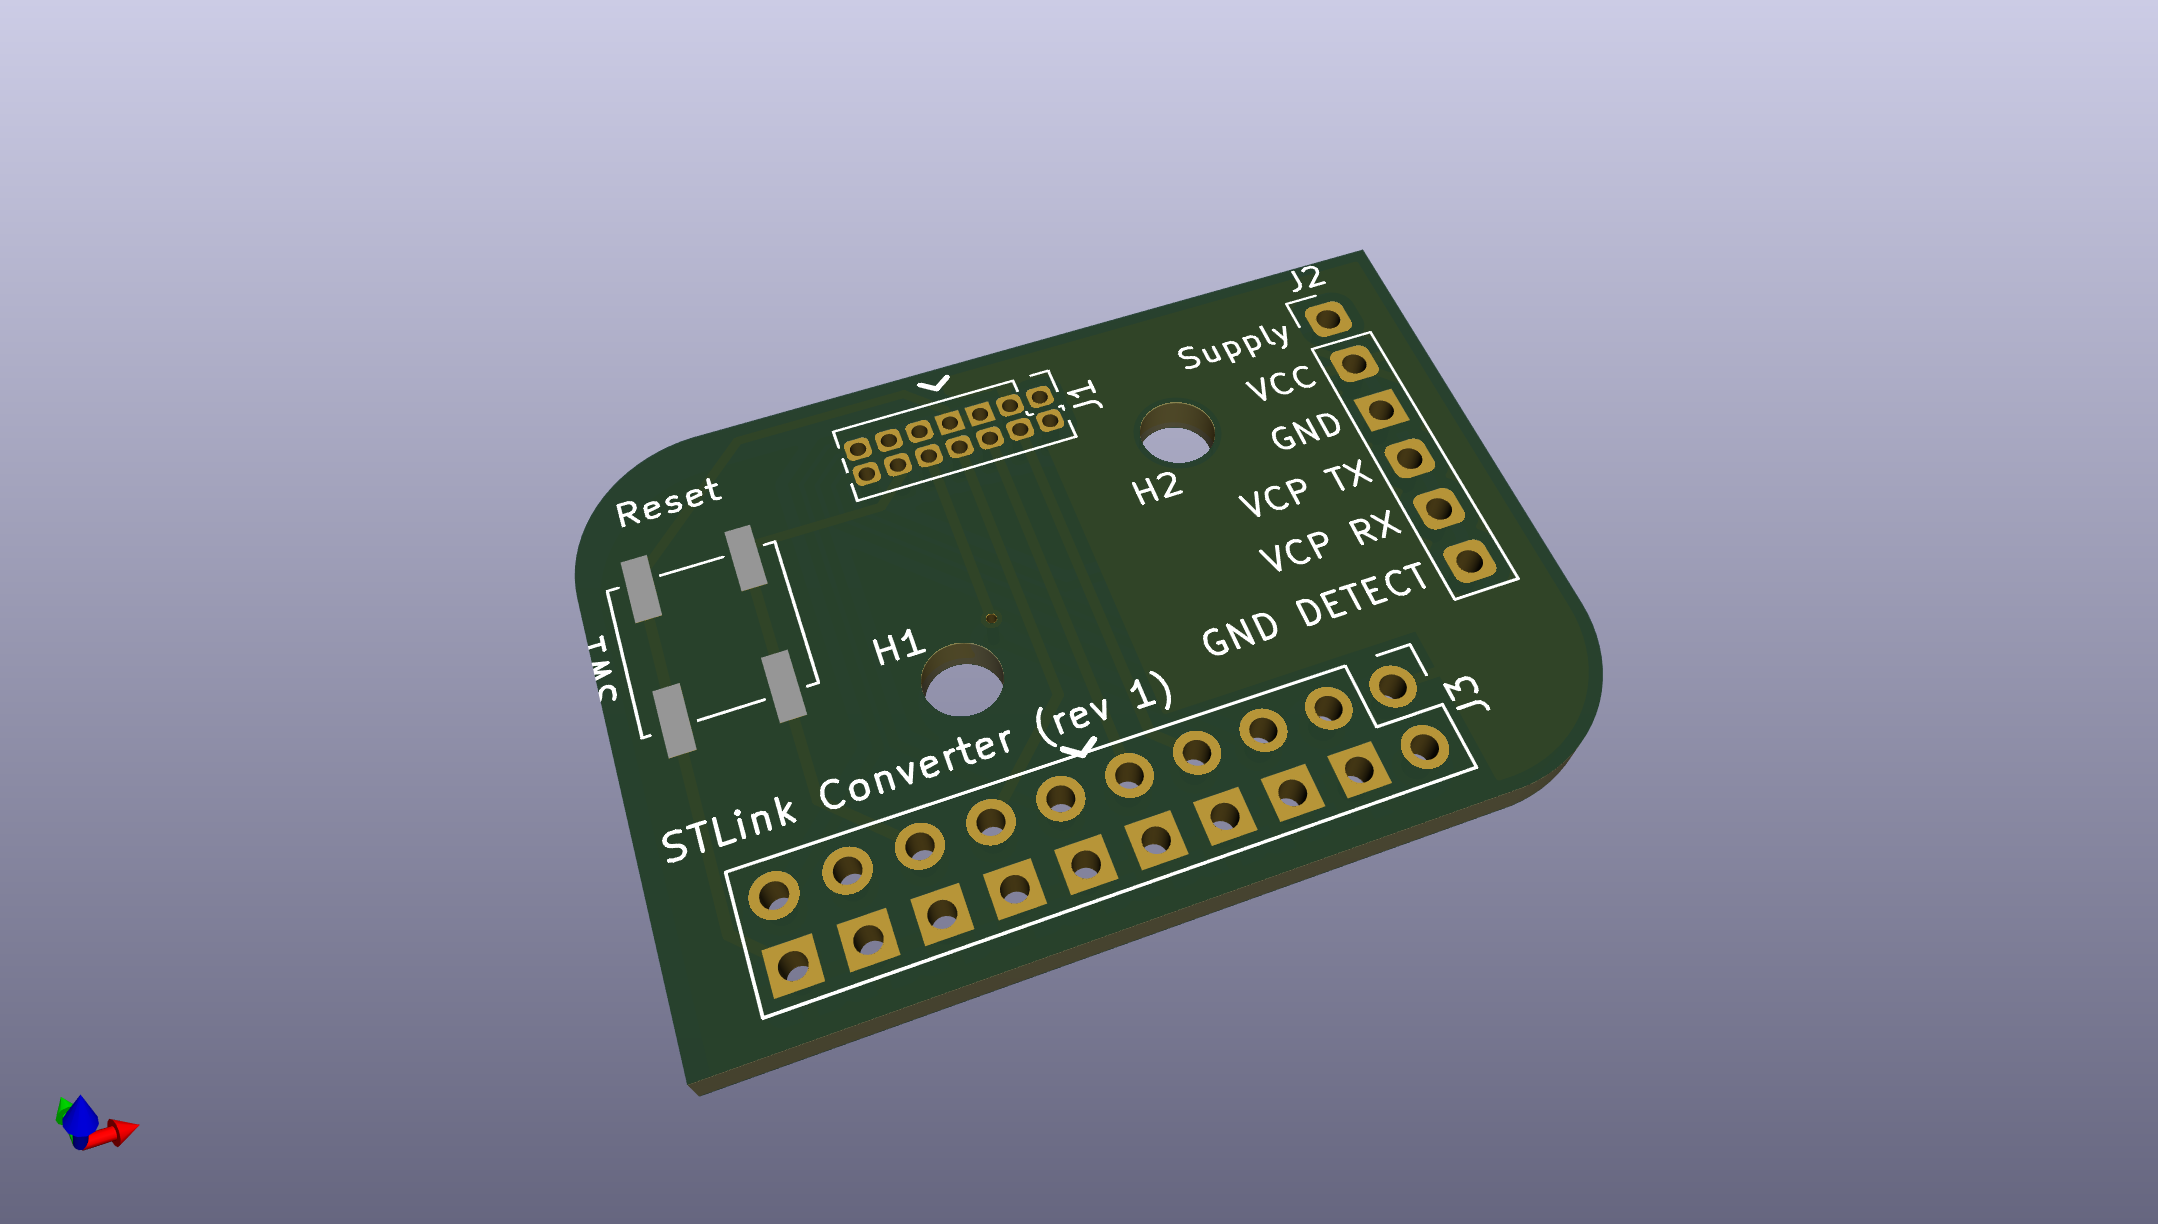 J2
Supply
VCC
J1
GND
H2
VCP TX
Reset
VCP RX
GND DETECT
H1
J3
STLink Converter (rev 1)